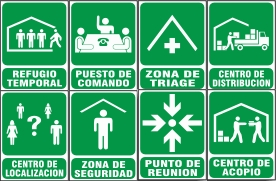 REFUGIO
TEMPORAL
PUESTO DE
COMANDO
ZONA DE
TRIAGE
CENTRO DE
DISTRIBUCION
?
CENTRO DE
LOCALIZACION
ZONA DE
SEGURIDAD
PUNTO DE
REUNION
CENTRO DE
ACOPIO